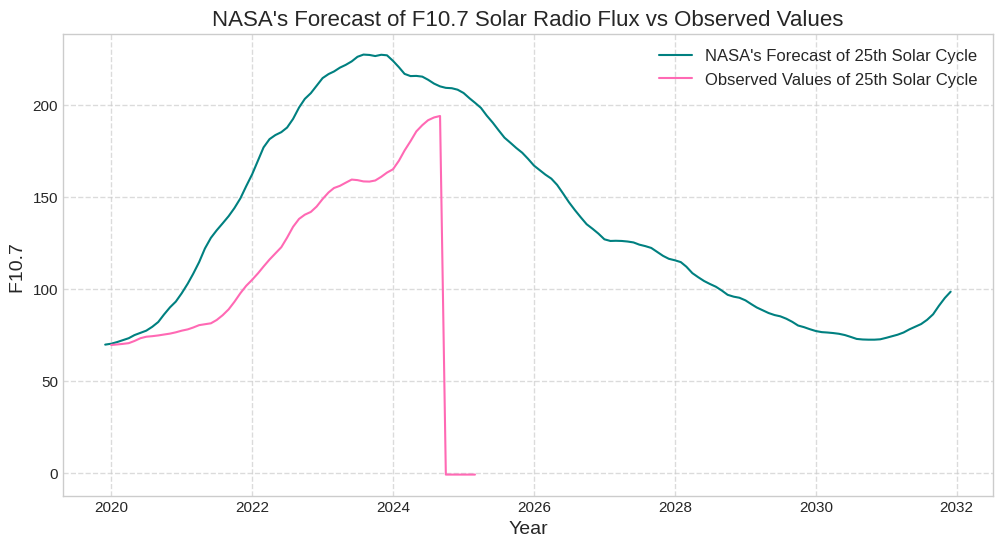 NASA's Forecast of F10.7 Solar Radio Flux vs Observed Values
NASA's Forecast of 25th Solar Cycle
Observed Values of 25th Solar Cycle
F10.7
200
150
100
50
0
2020 2022 2024 2026 2028 2030 2032
Year